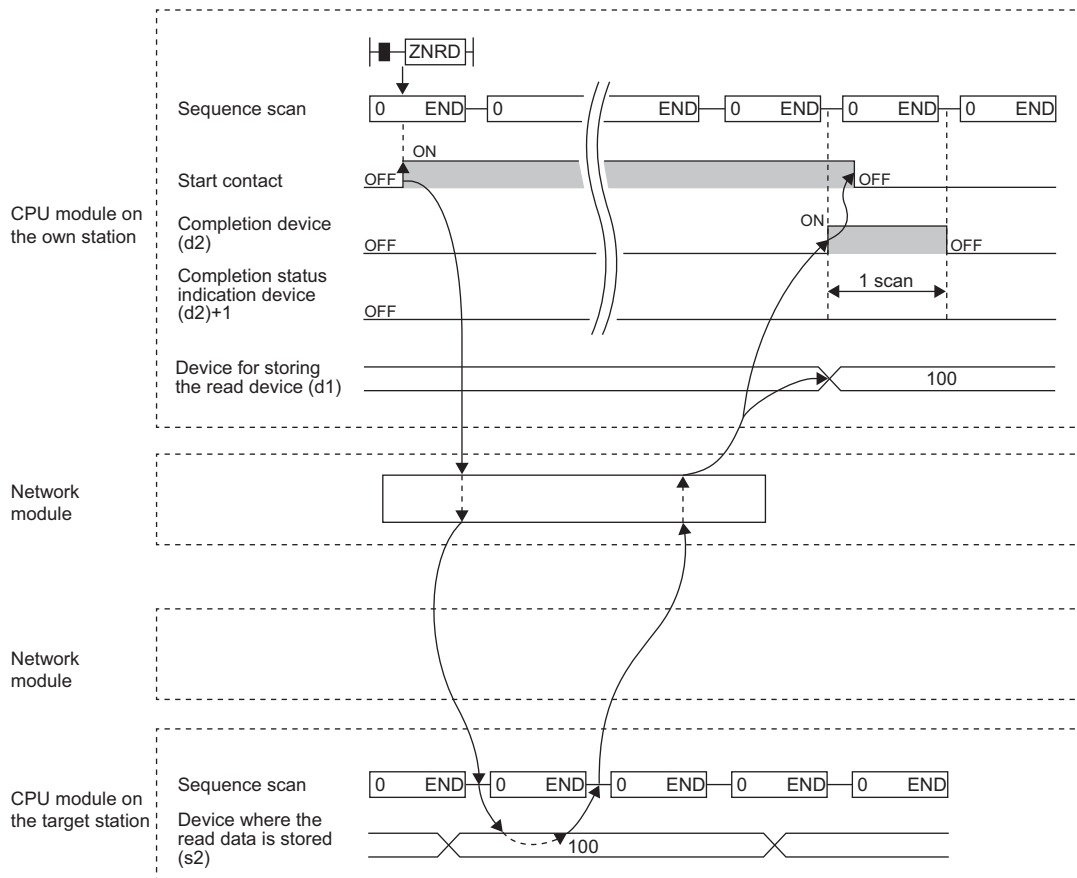 ZNRD
Sequence scan
0 END 0 END 0 END 0 END 0 END
ON
Start contact
OFF
OFF
CPU module on
the own station
Completion device
(d2)
ON
OFF
OFF
Completion status
indication device
(d2)+1
1 scan
OFF
Device for storing
the read device (d1)
100
Network
module
Network
module
CPU module on
the target station
Sequence scan
0 END 0 END 0 END 0 END 0 END
Device where the
read data is stored
(s2)
100